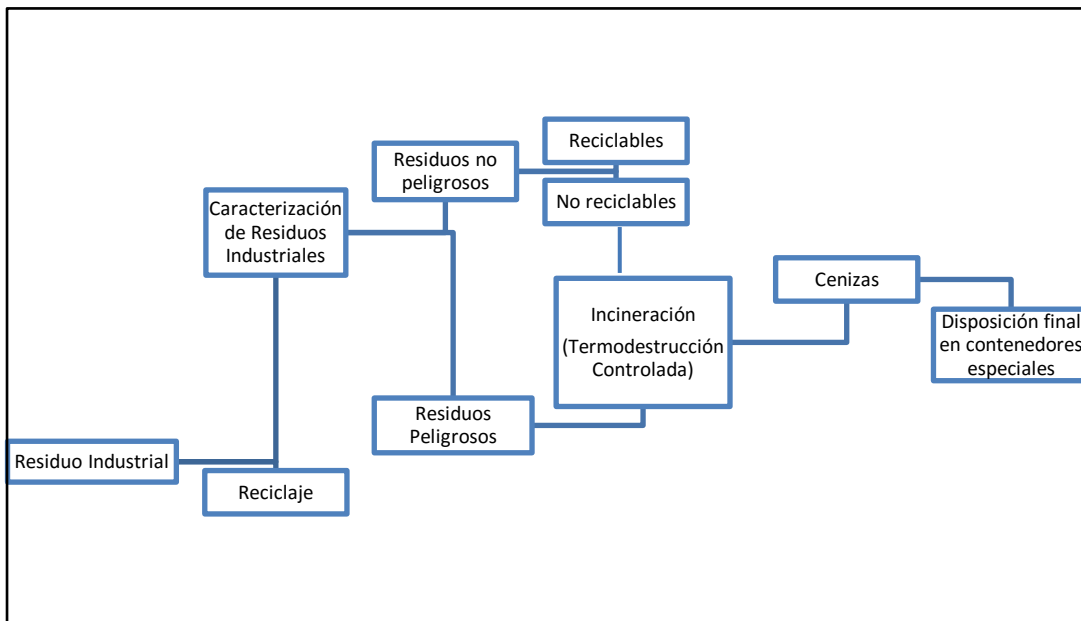 Reciclables
Residuos no
peligrosos
No reciclables
Caracterización
de Residuos
Industriales
Cenizas
Incineración
(Termodestrucción
Controlada)
Disposición final
en contenedores
especiales
Residuos
Peligrosos
Residuo Industrial
Reciclaje